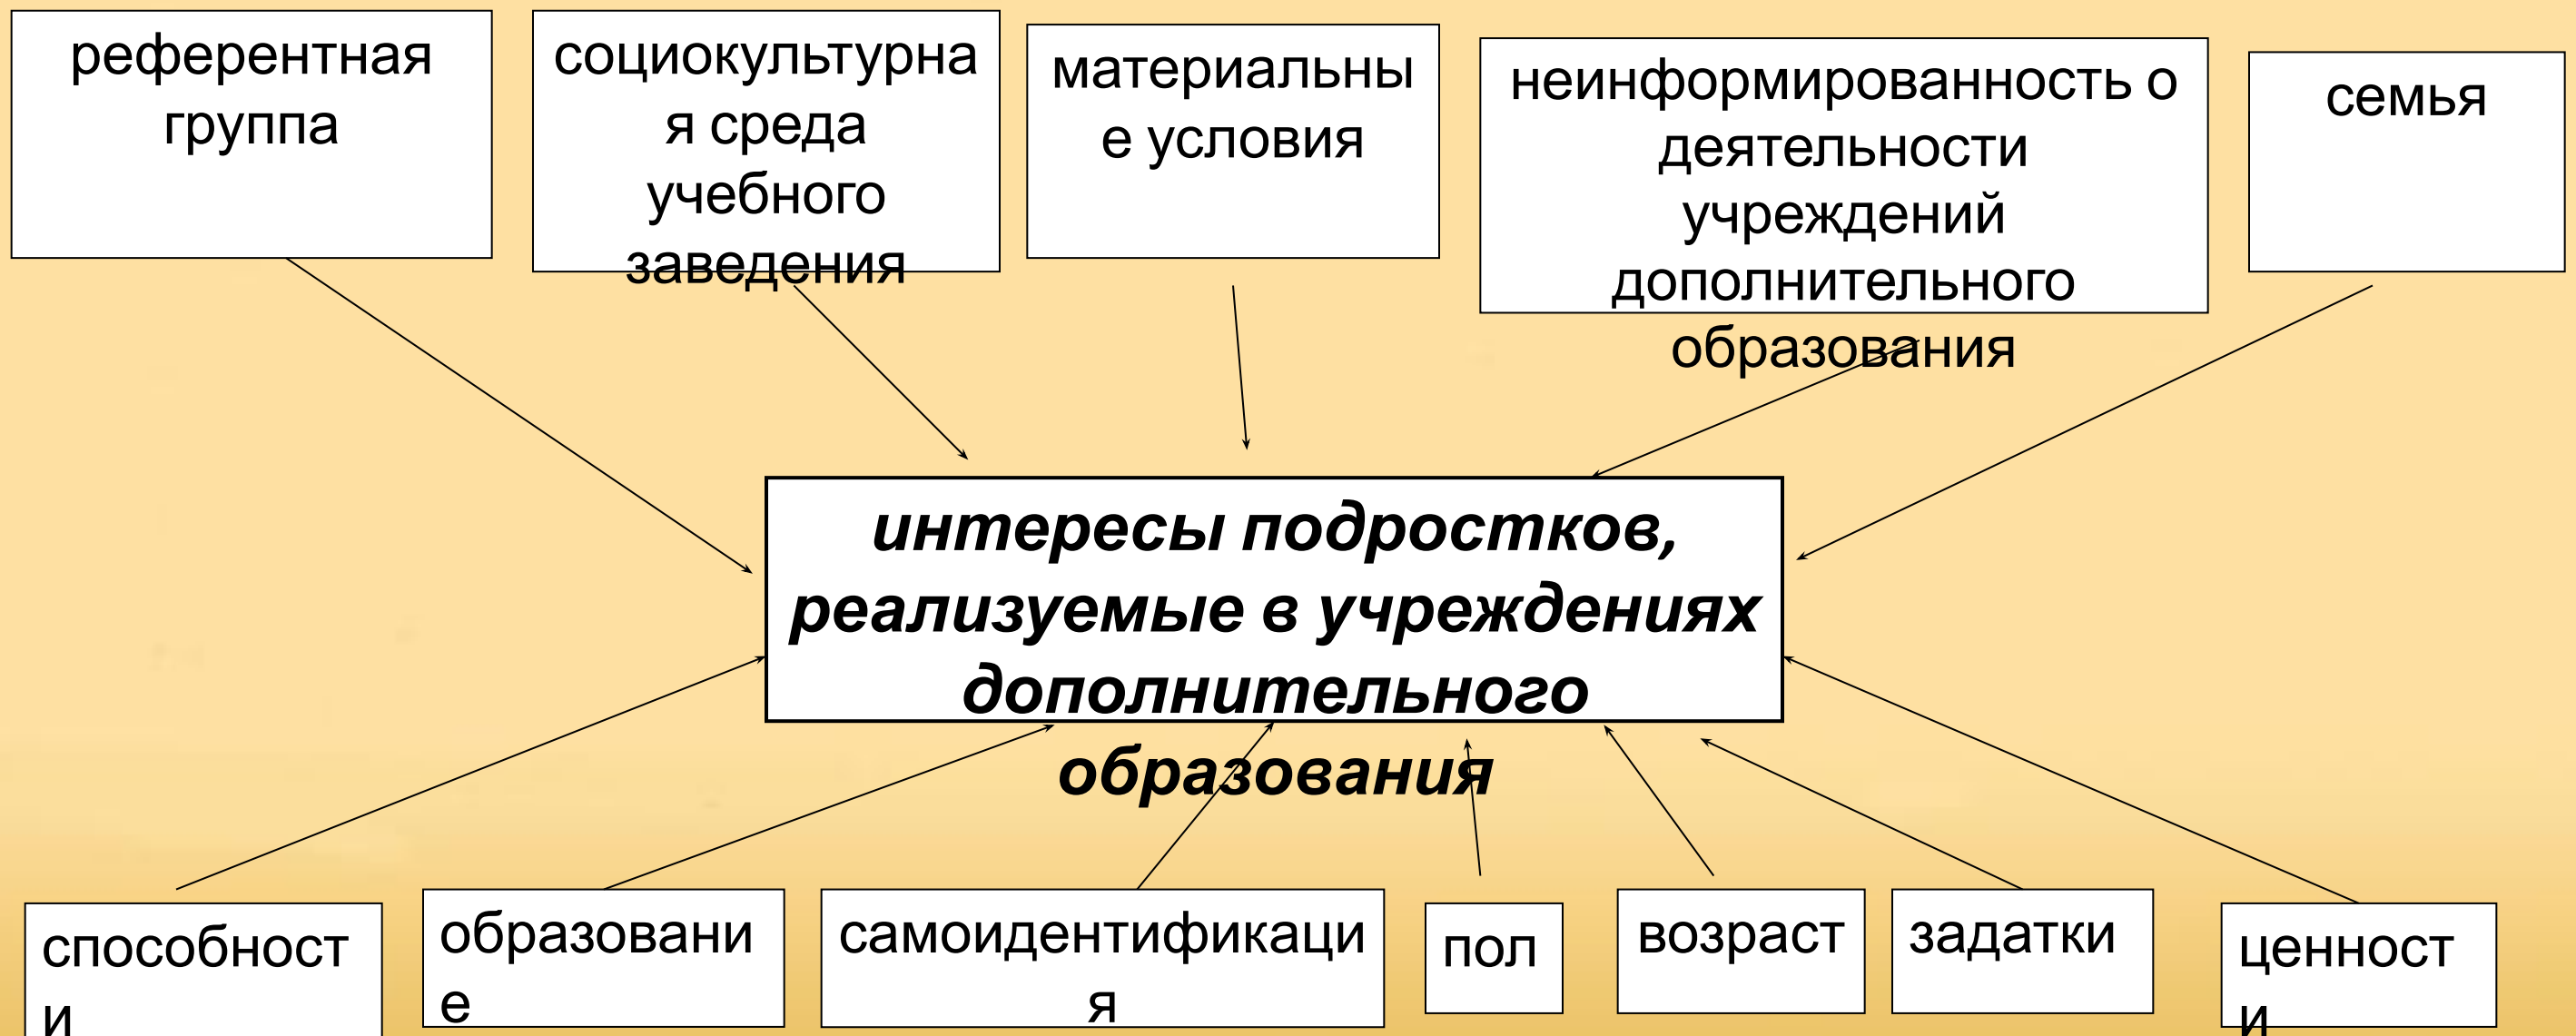 референтная
группа
социокультурна
я среда
учебного
заведения
материальны
е условия
неинформированность о
деятельности
учреждений
дополнительного
образования
семья
интересы подростков,
реализуемые в учреждениях
дополнительного
образования
способност
и
образовани
е
самоидентификаци
я
пол
возраст
задатки
ценност
и